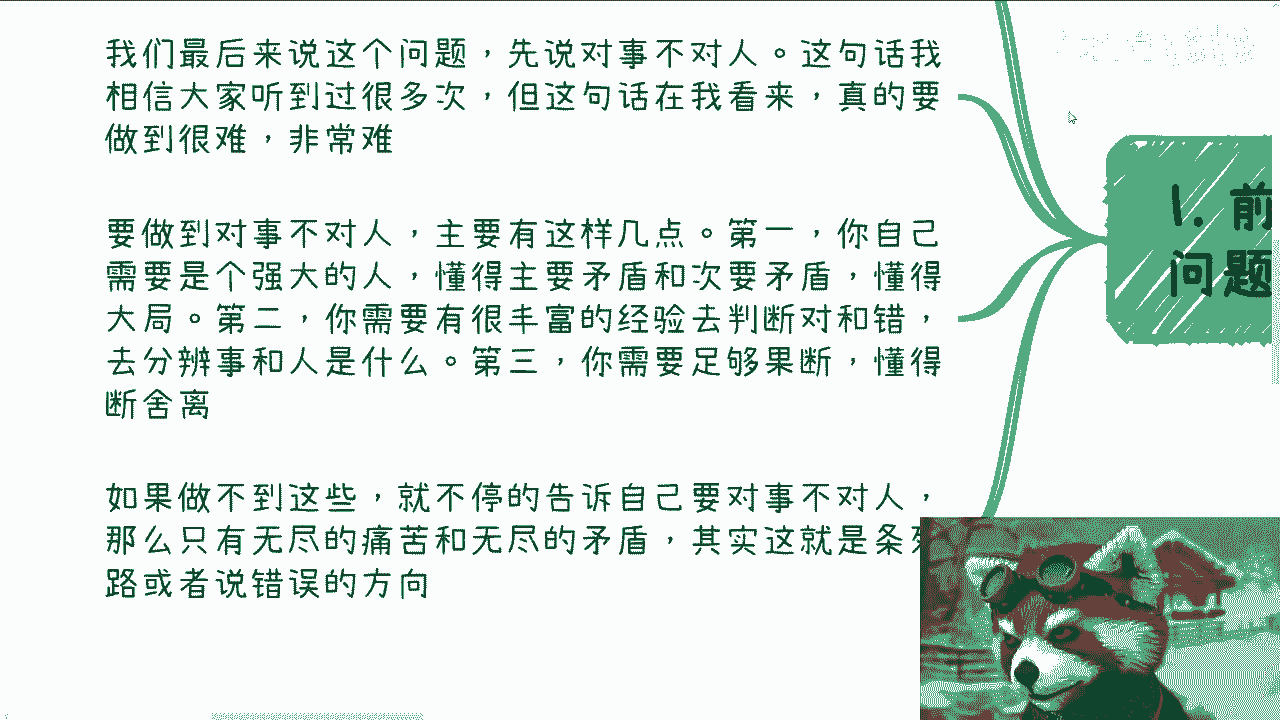 我们最后来说这个问题，先说对事不对人。这句话我
相信大家听到过很多次，但这句话在我看来，真的要
做到很难，非常难
要做到对事不对人，主要有这样几点。第一，你自己
需要是个强大的人，懂得主要矛盾和次要矛盾，懂得
大局。第二，你需要有很丰富的经验去判断对和错，
去分辨事和人是什么。第三，你需要足够果断，懂得
断舍离
如果做不到这些，就不停的告诉自己要对事不对人，
那么只有无尽的痛苦和无尽的矛盾，其实这就是条
路或者说错误的方向
1. 前
问题